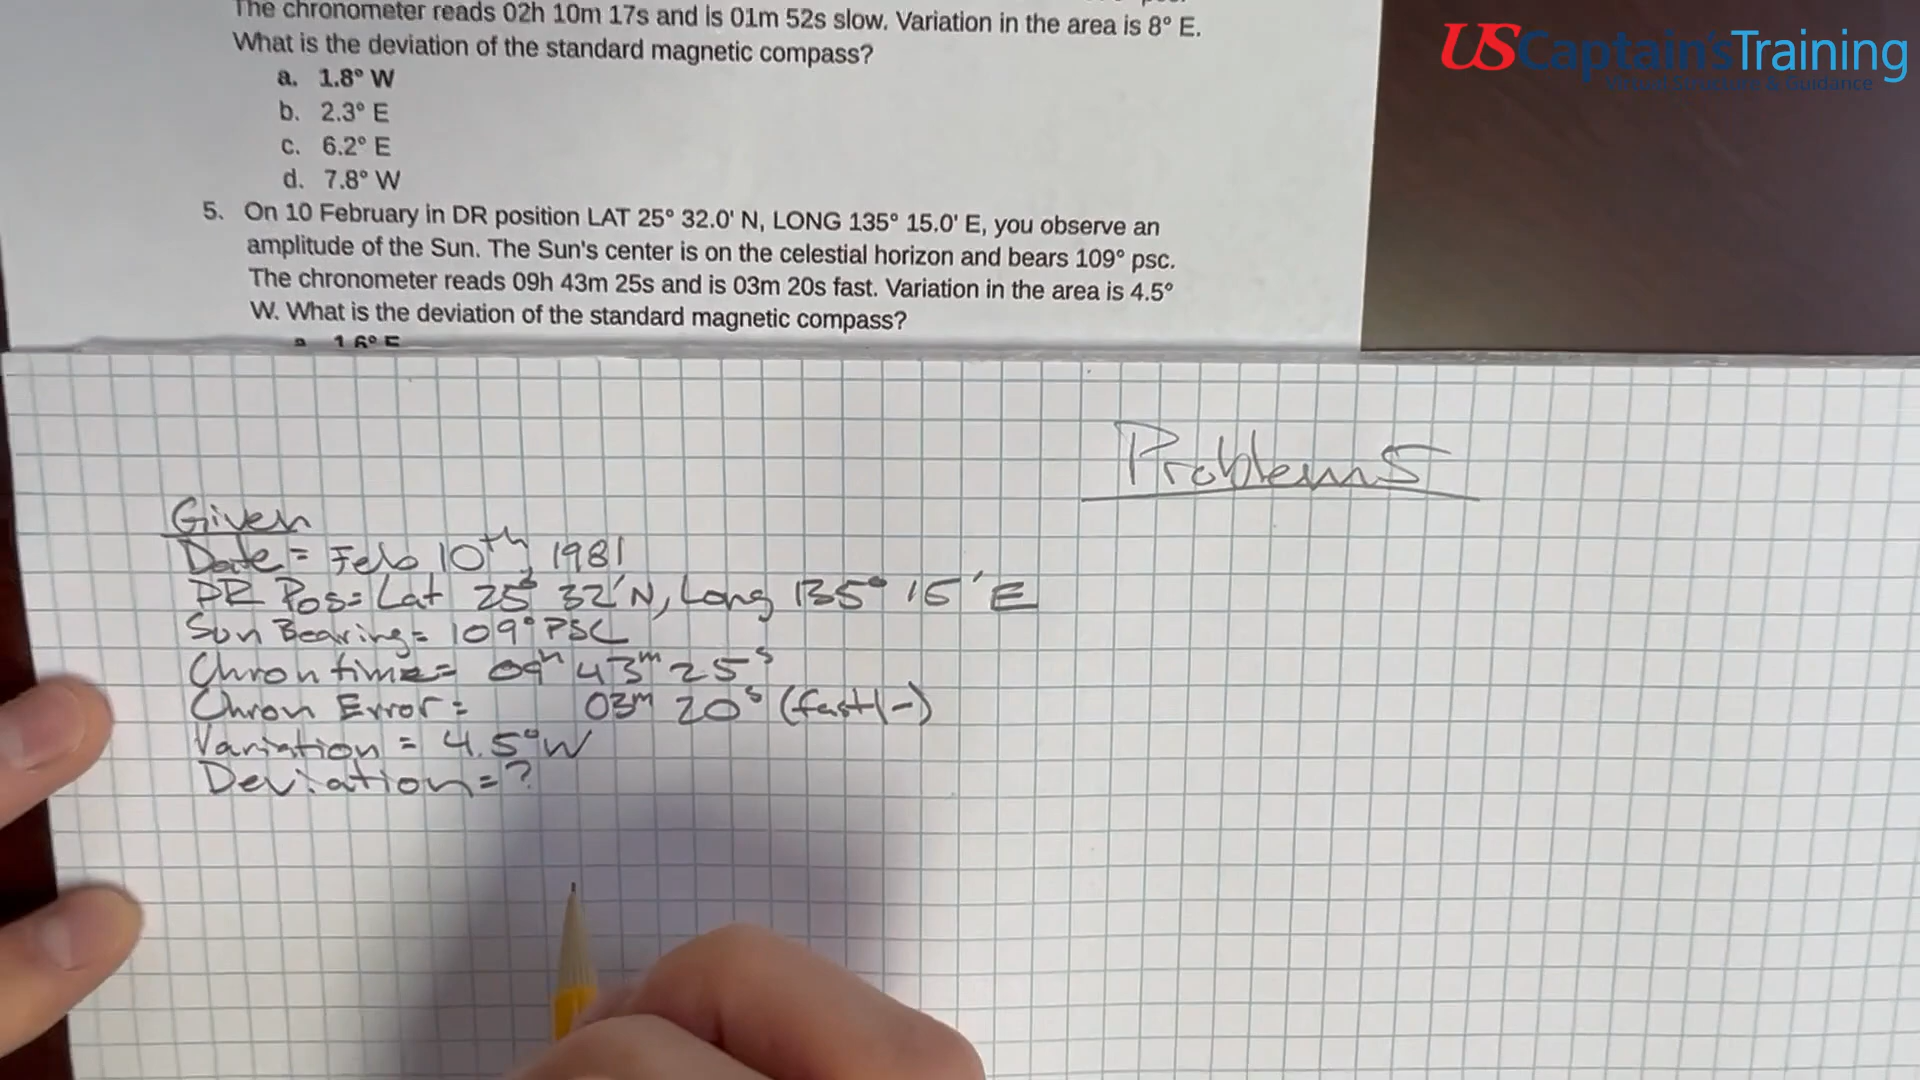 The chronometer reads 02h 10m 17s and is 01m 52s slow. Variation in the area is 8° E.
What is the deviation of the standard magnetic compass?
a. 1.8° W
b. 2.3° E
c. 6.2° E
d. 7.8° W
5. On 10 February in DR position LAT 25° 32.0' N, LONG 135° 15.0' E, you observe an
amplitude of the Sun. The Sun's center is on the celestial horizon and bears 109° psc.
The chronometer reads 09h 43m 25s and is 03m 20s fast. Variation in the area is 4.5°
W. What is the deviation of the standard magnetic compass?
US Captain'sTraining
Virtual Structure & Guidance
Problem 5
Given
Date = Feb 10th, 1981
DR Pos= Lat 25° 32' N, Long 135° 15' E
Sun Bearing = 109° PSC
Chron time= 09h 43m 25s
Chron Error = 03m 20s (fast/-)
Variation = 4.5°W
Deviation = ?